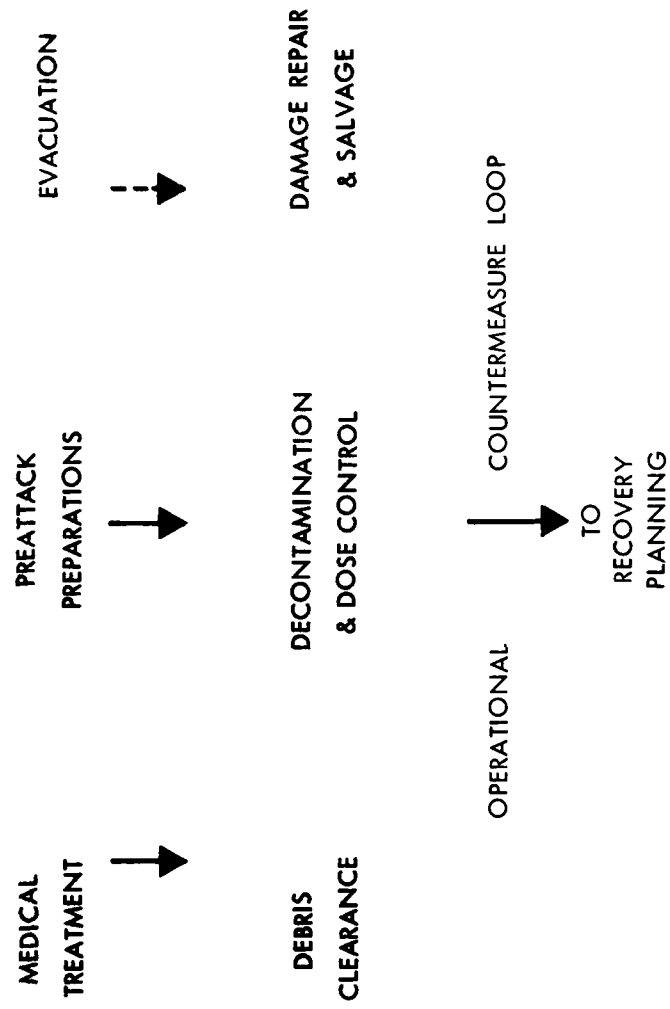 MEDICAL
TREATMENT
PREATTACK
PREPARATIONS
EVACUATION
DEBRIS
CLEARANCE
DECONTAMINATION
& DOSE CONTROL
DAMAGE REPAIR
& SALVAGE
OPERATIONAL COUNTERMEASURE LOOP
TO
RECOVERY
PLANNING